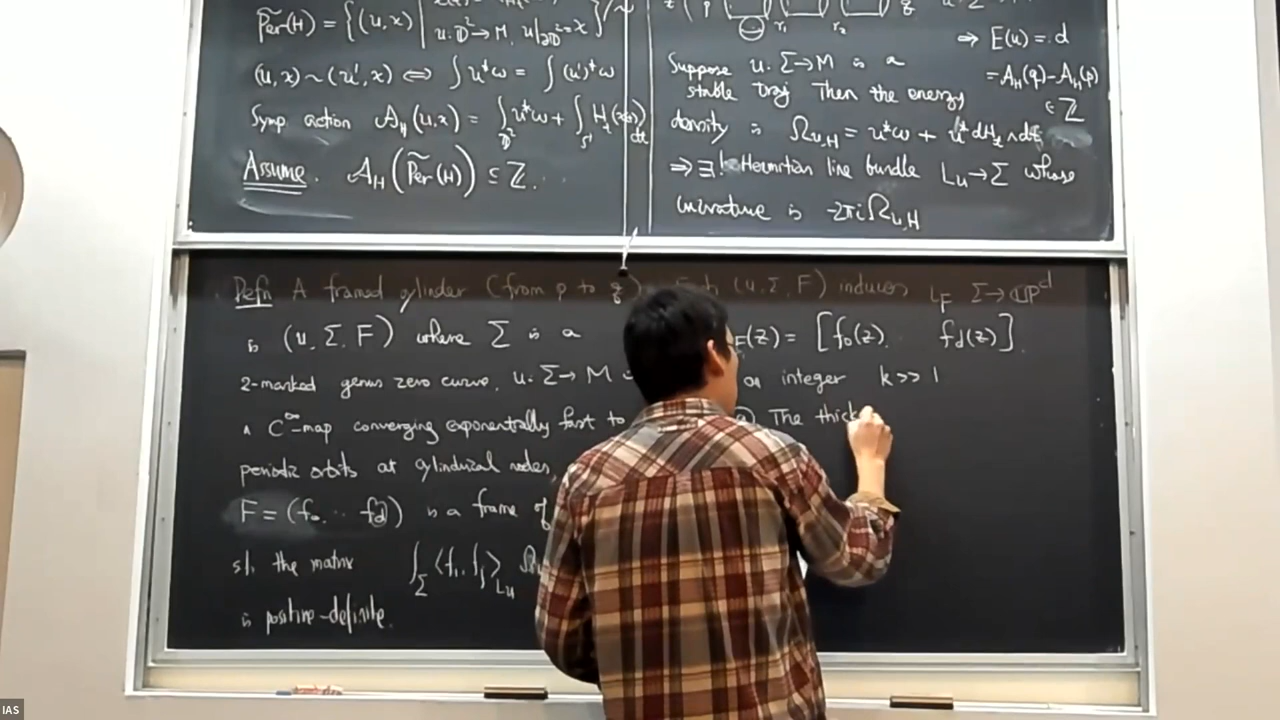 P̃er(H) = {(u, x) | u: D² → M, u|∂D² = x}/~
(u, x) ~ (u', x) ⟺ ∫u*ω = ∫(u')*ω
Symp action A_H(u, x) = ∫_{D²} u*ω + ∫_{S¹} H_t(x(t)) dt
Assume. A_H(P̃er(H)) ⊆ ℤ.
p r₁ r₂ q
⇒ E(u) = d
= A_H(q) - A_H(p)
∈ ℤ
Suppose u: Σ → M is a
stable traj Then the energy
density is Ω_{u,H} = u*ω + u*dH_t ∧ dt
⇒ ∃! Hermitian line bundle L_u → Σ whose
curvature is -2πi Ω_{u,H}
Defn A framed cylinder (from p to q)
is (u, Σ, F) where Σ is a
2-marked genus zero curve, u: Σ → M
a C^∞-map converging exponentially fast to
periodic orbits at cylindrical nodes,
F = (f₀ .. f_d) is a frame of
s.t. the matrix ∫_Σ ⟨f_i, f_j⟩_{L_u}
is positive-definite.
(u, Σ, F) induces ι_F Σ → ℂP^d
F(z) = [f₀(z). f_d(z)]
integer k >> 1
The thick
IAS